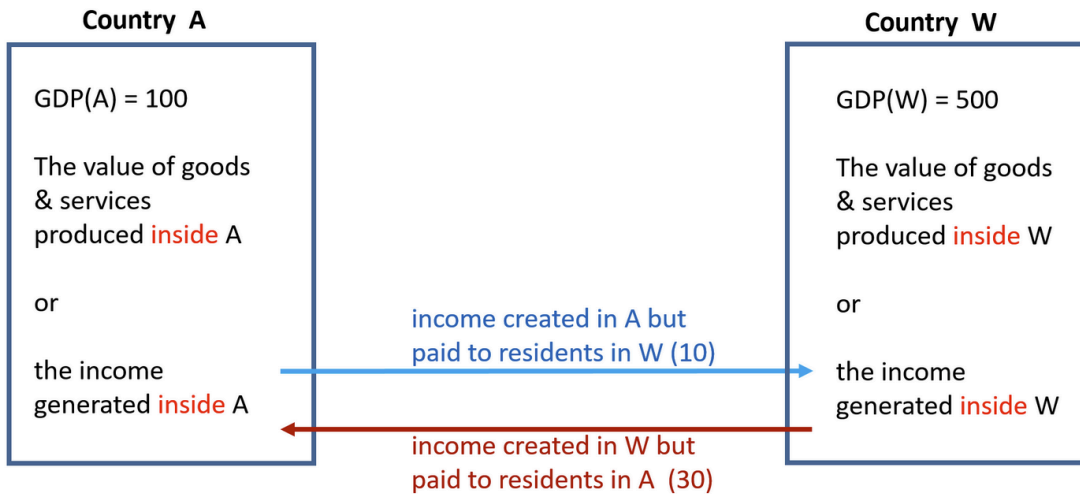 Country A
GDP(A) = 100
The value of goods
& services
produced inside A
or
the income
generated inside A
income created in A but
paid to residents in W (10)
income created in W but
paid to residents in A (30)
Country W
GDP(W) = 500
The value of goods
& services
produced inside W
or
the income
generated inside W